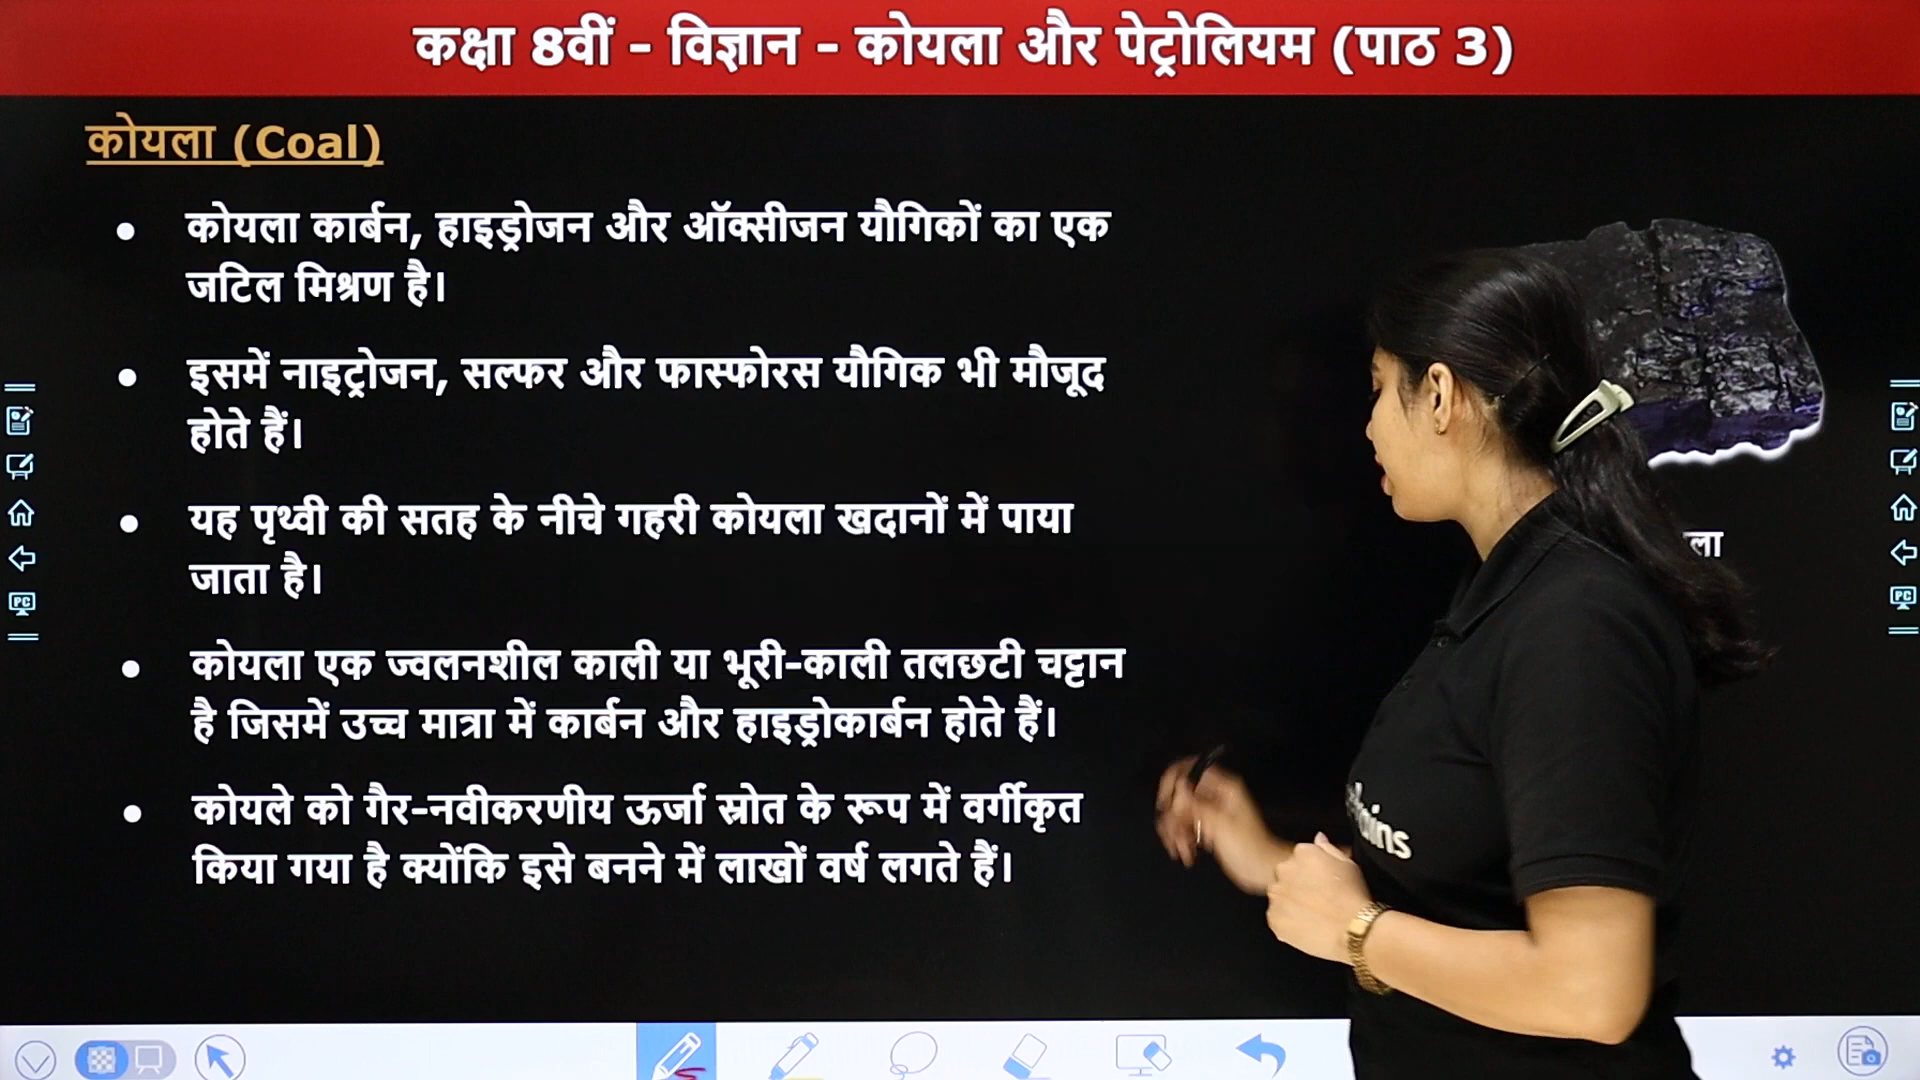 कक्षा 8वीं – विज्ञान – कोयला और पेट्रोलियम (पाठ 3)
कोयला (Coal)
• कोयला कार्बन, हाइड्रोजन और ऑक्सीजन यौगिकों का एक
जटिल मिश्रण है।
• इसमें नाइट्रोजन, सल्फर और फास्फोरस यौगिक भी मौजूद
होते हैं।
• यह पृथ्वी की सतह के नीचे गहरी कोयला खदानों में पाया
जाता है।
• कोयला एक ज्वलनशील काली या भूरी-काली तलछटी चट्टान
है जिसमें उच्च मात्रा में कार्बन और हाइड्रोकार्बन होते हैं।
• कोयले को गैर-नवीकरणीय ऊर्जा स्रोत के रूप में वर्गीकृत
किया गया है क्योंकि इसे बनने में लाखों वर्ष लगते हैं।
PC
PC